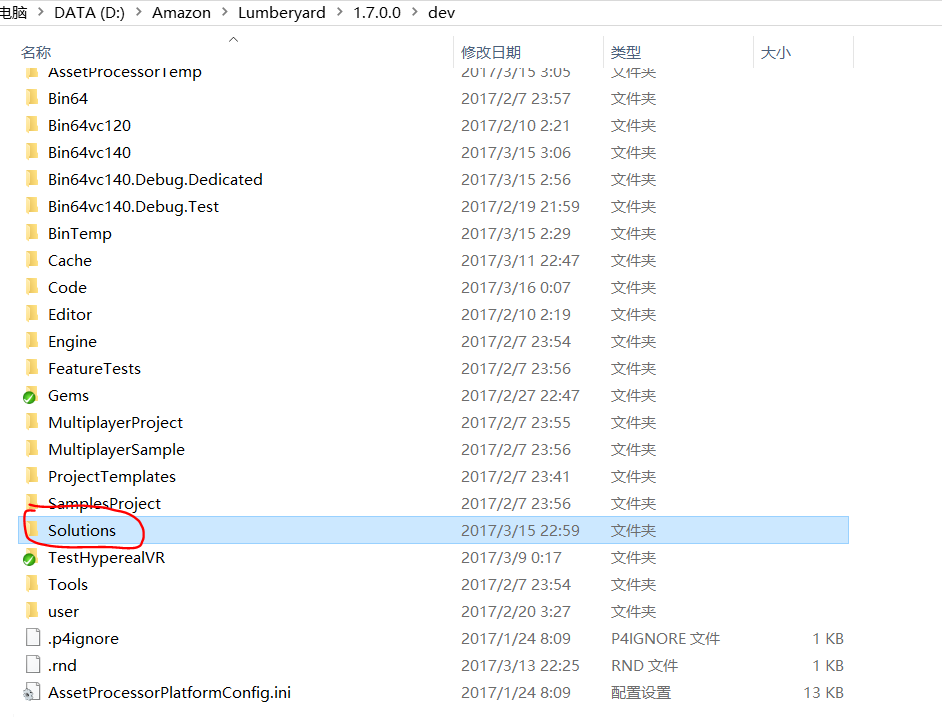 电脑 > DATA (D:) > Amazon > Lumberyard > 1.7.0.0 > dev
名称 修改日期 类型 大小
AssetProcessorTemp 2017/3/15 3:05 文件夹
Bin64 2017/2/7 23:57 文件夹
Bin64vc120 2017/2/10 2:21 文件夹
Bin64vc140 2017/3/15 3:06 文件夹
Bin64vc140.Debug.Dedicated 2017/3/15 2:56 文件夹
Bin64vc140.Debug.Test 2017/2/19 21:59 文件夹
BinTemp 2017/3/15 2:29 文件夹
Cache 2017/3/11 22:47 文件夹
Code 2017/3/16 0:07 文件夹
Editor 2017/2/10 2:19 文件夹
Engine 2017/2/7 23:54 文件夹
FeatureTests 2017/2/7 23:56 文件夹
Gems 2017/2/27 22:47 文件夹
MultiplayerProject 2017/2/7 23:55 文件夹
MultiplayerSample 2017/2/7 23:56 文件夹
ProjectTemplates 2017/2/7 23:41 文件夹
SamplesProject 2017/2/7 23:56 文件夹
Solutions 2017/3/15 22:59 文件夹
TestHyperealVR 2017/3/9 0:17 文件夹
Tools 2017/2/7 23:54 文件夹
user 2017/2/20 3:27 文件夹
.p4ignore 2017/1/24 8:09 P4IGNORE 文件 1 KB
.rnd 2017/3/13 22:25 RND 文件 1 KB
AssetProcessorPlatformConfig.ini 2017/1/24 8:09 配置设置 13 KB